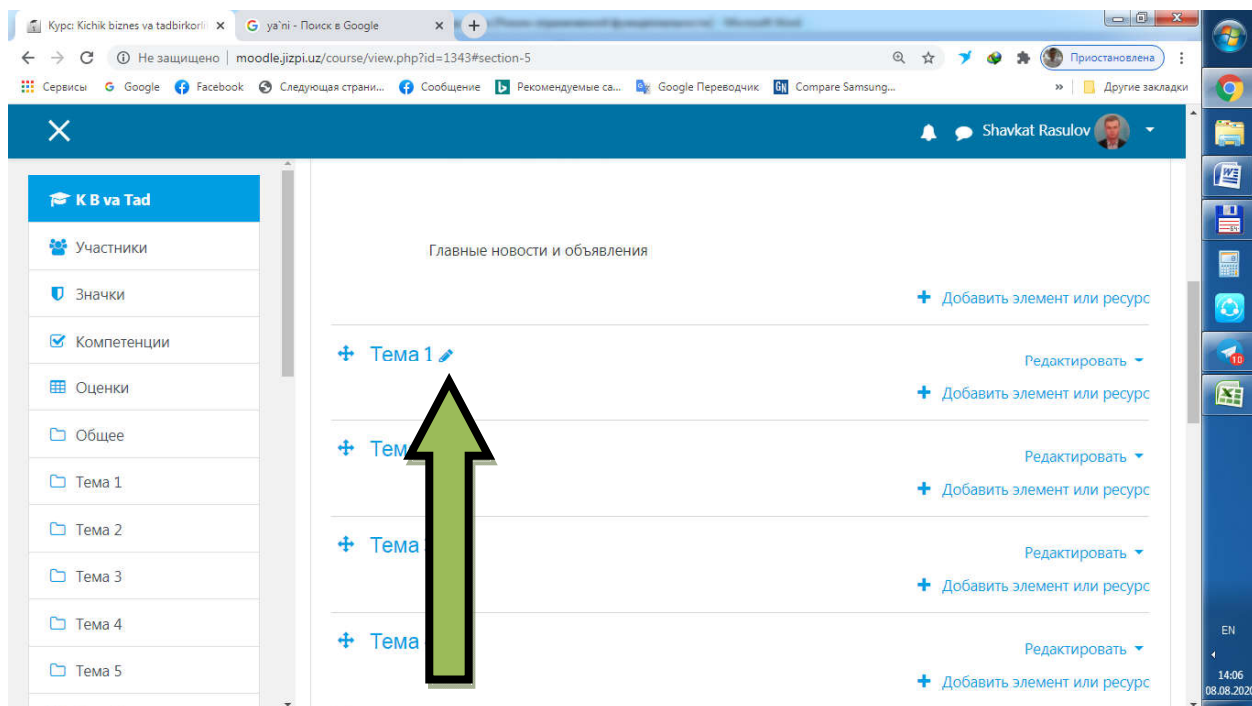 Курс: Kichik biznes va tadbirkorli
ya`ni - Поиск в Google
Не защищено | moodle.jizpi.uz/course/view.php?id=1343#section-5
Приостановлена
Сервисы
Google
Facebook
Следующая страни...
Сообщение
Рекомендуемые са...
Google Переводчик
Compare Samsung...
»
Другие закладки
Shavkat Rasulov
K B va Tad
Участники
Значки
Компетенции
Оценки
Общее
Тема 1
Тема 2
Тема 3
Тема 4
Тема 5
Главные новости и объявления
Добавить элемент или ресурс
Тема 1
Редактировать
Добавить элемент или ресурс
Редактировать
Добавить элемент или ресурс
Тема
Редактировать
Добавить элемент или ресурс
Тема
Редактировать
Добавить элемент или ресурс
10
EN
14:06
08.08.2020